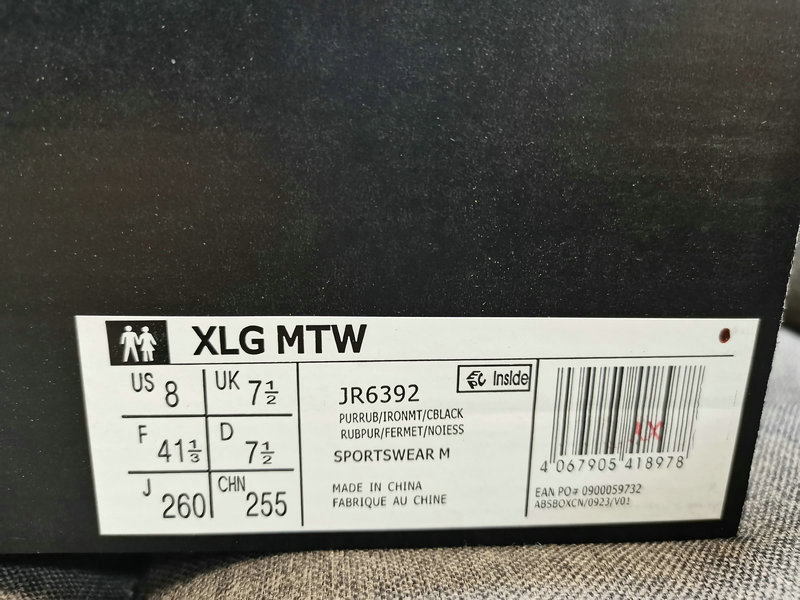 XLG MTW
US 8 UK 7½
F 41⅓ D 7½
J 260 CHN 255
JR6392
Inside
PURRUB/IRONMT/CBLACK
RUBPUR/FERMET/NOIESS
SPORTSWEAR M
MADE IN CHINA
FABRIQUE AU CHINE
4 067905 418978
EAN PO# 0900059732
ABSBOXCN/0923/V01